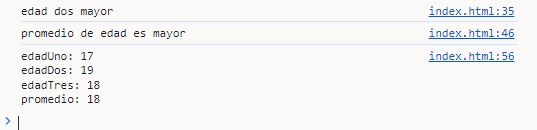 edad dos mayor index.html:35
promedio de edad es mayor index.html:46
edadUno: 17 index.html:56
edadDos: 19
edadTres: 18
promedio: 18
>